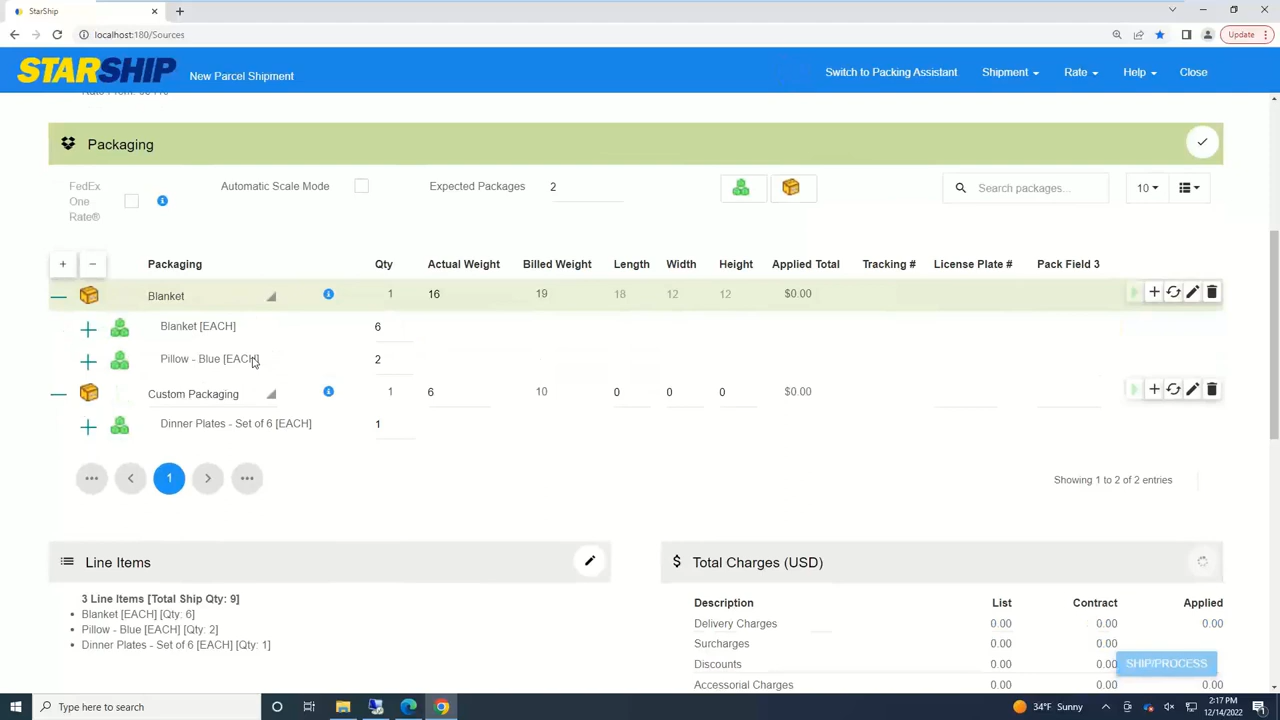 StarShip
localhost:180/Sources
Update
STARSHIP
New Parcel Shipment
Switch to Packing Assistant
Shipment
Rate
Help
Close
Packaging
FedEx
One
Rate®
Automatic Scale Mode
Expected Packages
2
Search packages...
10
Packaging Qty Actual Weight Billed Weight Length Width Height Applied Total Tracking # License Plate # Pack Field 3
Blanket 1 16 19 18 12 12 $0.00
Blanket [EACH] 6
Pillow - Blue [EACH] 2
Custom Packaging 1 6 10 0 0 0 $0.00
Dinner Plates - Set of 6 [EACH] 1
1
Showing 1 to 2 of 2 entries
Line Items
3 Line Items [Total Ship Qty: 9]
• Blanket [EACH] [Qty: 6]
• Pillow - Blue [EACH] [Qty: 2]
• Dinner Plates - Set of 6 [EACH] [Qty: 1]
$ Total Charges (USD)
Description List Contract Applied
Delivery Charges 0.00 0.00 0.00
Surcharges 0.00 0.00
Discounts 0.00 0.00
Accessorial Charges 0.00 0.00 0.00
SHIP/PROCESS
Type here to search
34°F Sunny
2:17 PM
12/14/2022